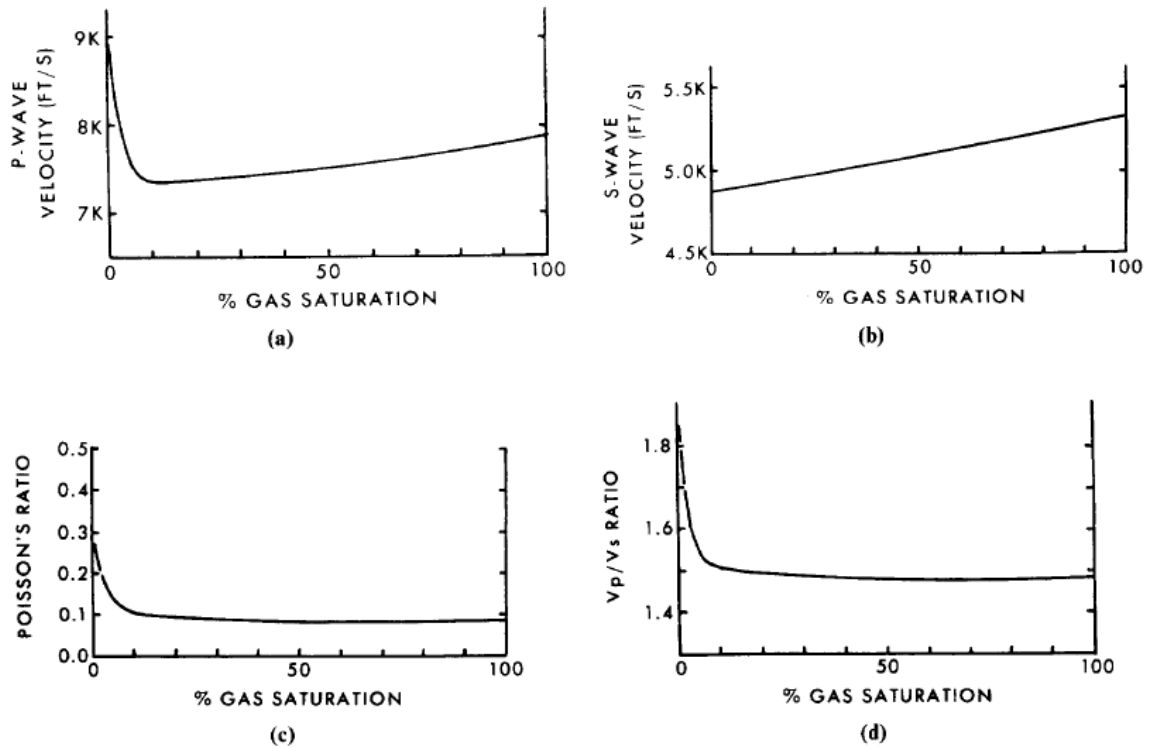 9K
8K
7K
P-WAVE
VELOCITY (FT/S)
0
50
100
% GAS SATURATION
(a)
5.5K
5.0K
4.5K
S-WAVE
VELOCITY (FT/S)
0
50
100
% GAS SATURATION
(b)
0.5
0.4
0.3
0.2
0.1
0.0
POISSON'S RATIO
0
50
100
% GAS SATURATION
(c)
1.8
1.6
1.4
Vp/Vs RATIO
0
50
100
% GAS SATURATION
(d)